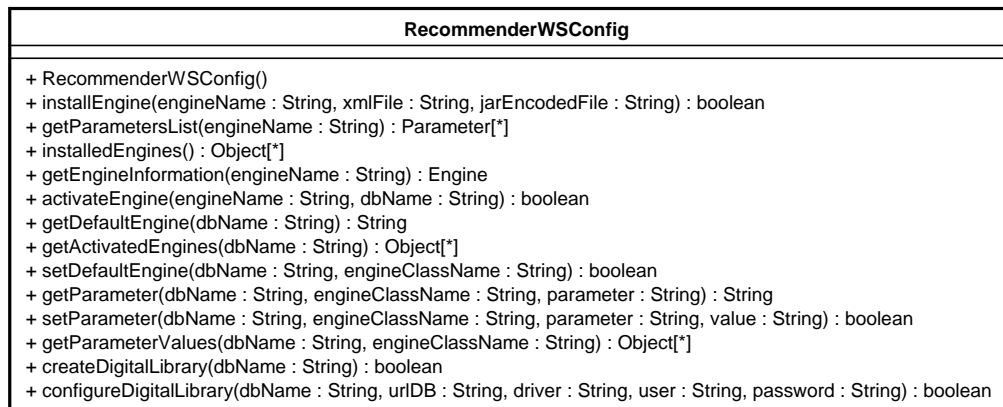 RecommenderWSConfig
+ RecommenderWSConfig()
+ installEngine(engineName : String, xmlFile : String, jarEncodedFile : String) : boolean
+ getParametersList(engineName : String) : Parameter[*]
+ installedEngines() : Object[*]
+ getEngineInformation(engineName : String) : Engine
+ activateEngine(engineName : String, dbName : String) : boolean
+ getDefaultEngine(dbName : String) : String
+ getActivatedEngines(dbName : String) : Object[*]
+ setDefaultEngine(dbName : String, engineClassName : String) : boolean
+ getParameter(dbName : String, engineClassName : String, parameter : String) : String
+ setParameter(dbName : String, engineClassName : String, parameter : String, value : String) : boolean
+ getParameterValues(dbName : String, engineClassName : String) : Object[*]
+ createDigitalLibrary(dbName : String) : boolean
+ configureDigitalLibrary(dbName : String, urlDB : String, driver : String, user : String, password : String) : boolean